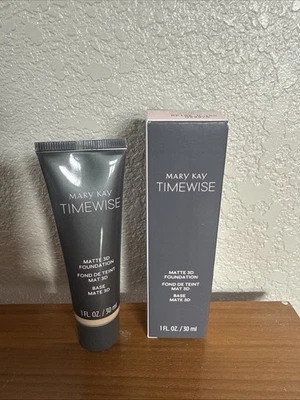 MARY KAY
TIMEWISE
MATTE 3D
FOUNDATION
FOND DE TEINT
MAT 3D
BASE
MATE 3D
1 FL. OZ. / 30 ml
MARY KAY
TIMEWISE
MATTE 3D
FOUNDATION
FOND DE TEINT
MAT 3D
BASE
MATE 3D
1 FL. OZ. / 30 ml